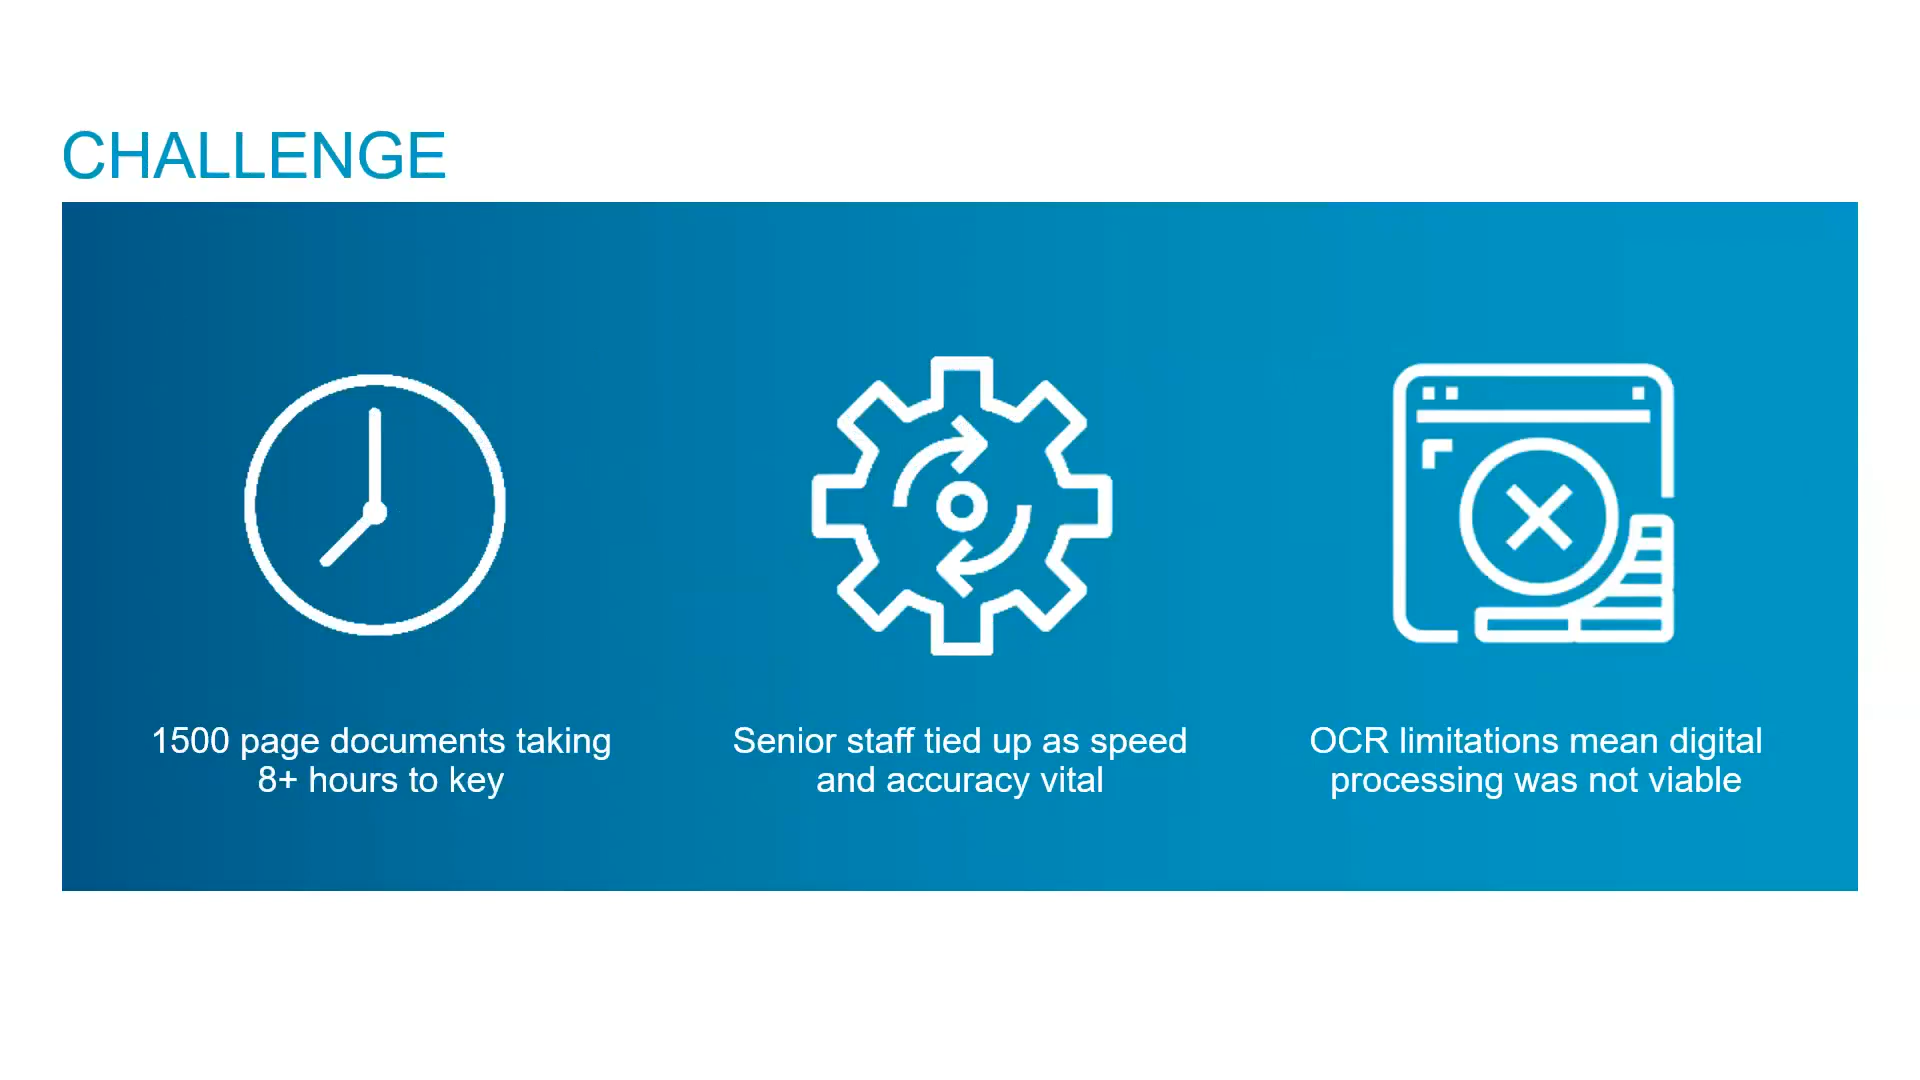 CHALLENGE
1500 page documents taking
8+ hours to key
Senior staff tied up as speed
and accuracy vital
OCR limitations mean digital
processing was not viable